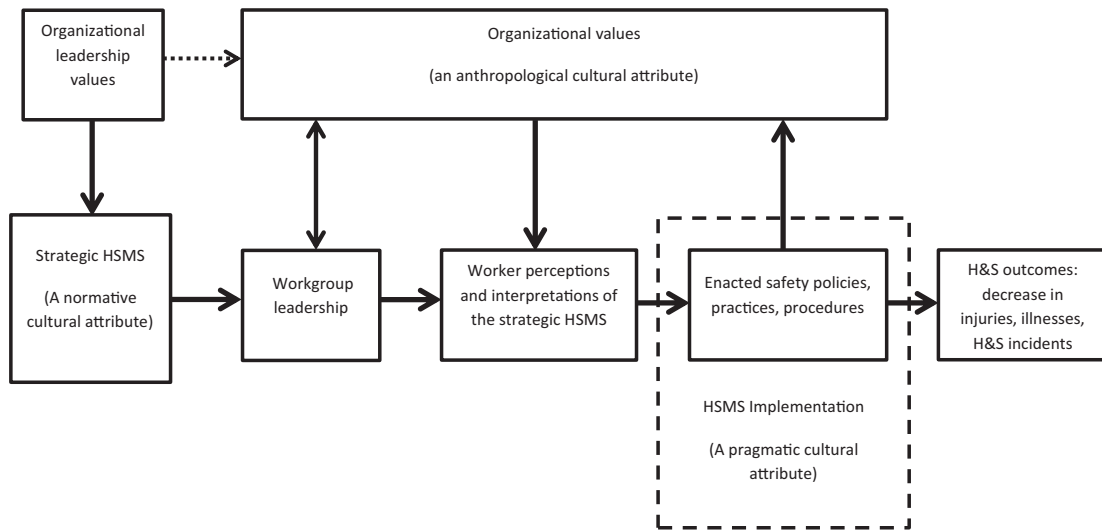 Organizational
leadership
values
Organizational values
(an anthropological cultural attribute)
Strategic HSMS
(A normative
cultural attribute)
Workgroup
leadership
Worker perceptions
and interpretations of
the strategic HSMS
Enacted safety policies,
practices, procedures
HSMS Implementation
(A pragmatic cultural
attribute)
H&S outcomes:
decrease in
injuries, illnesses,
H&S incidents